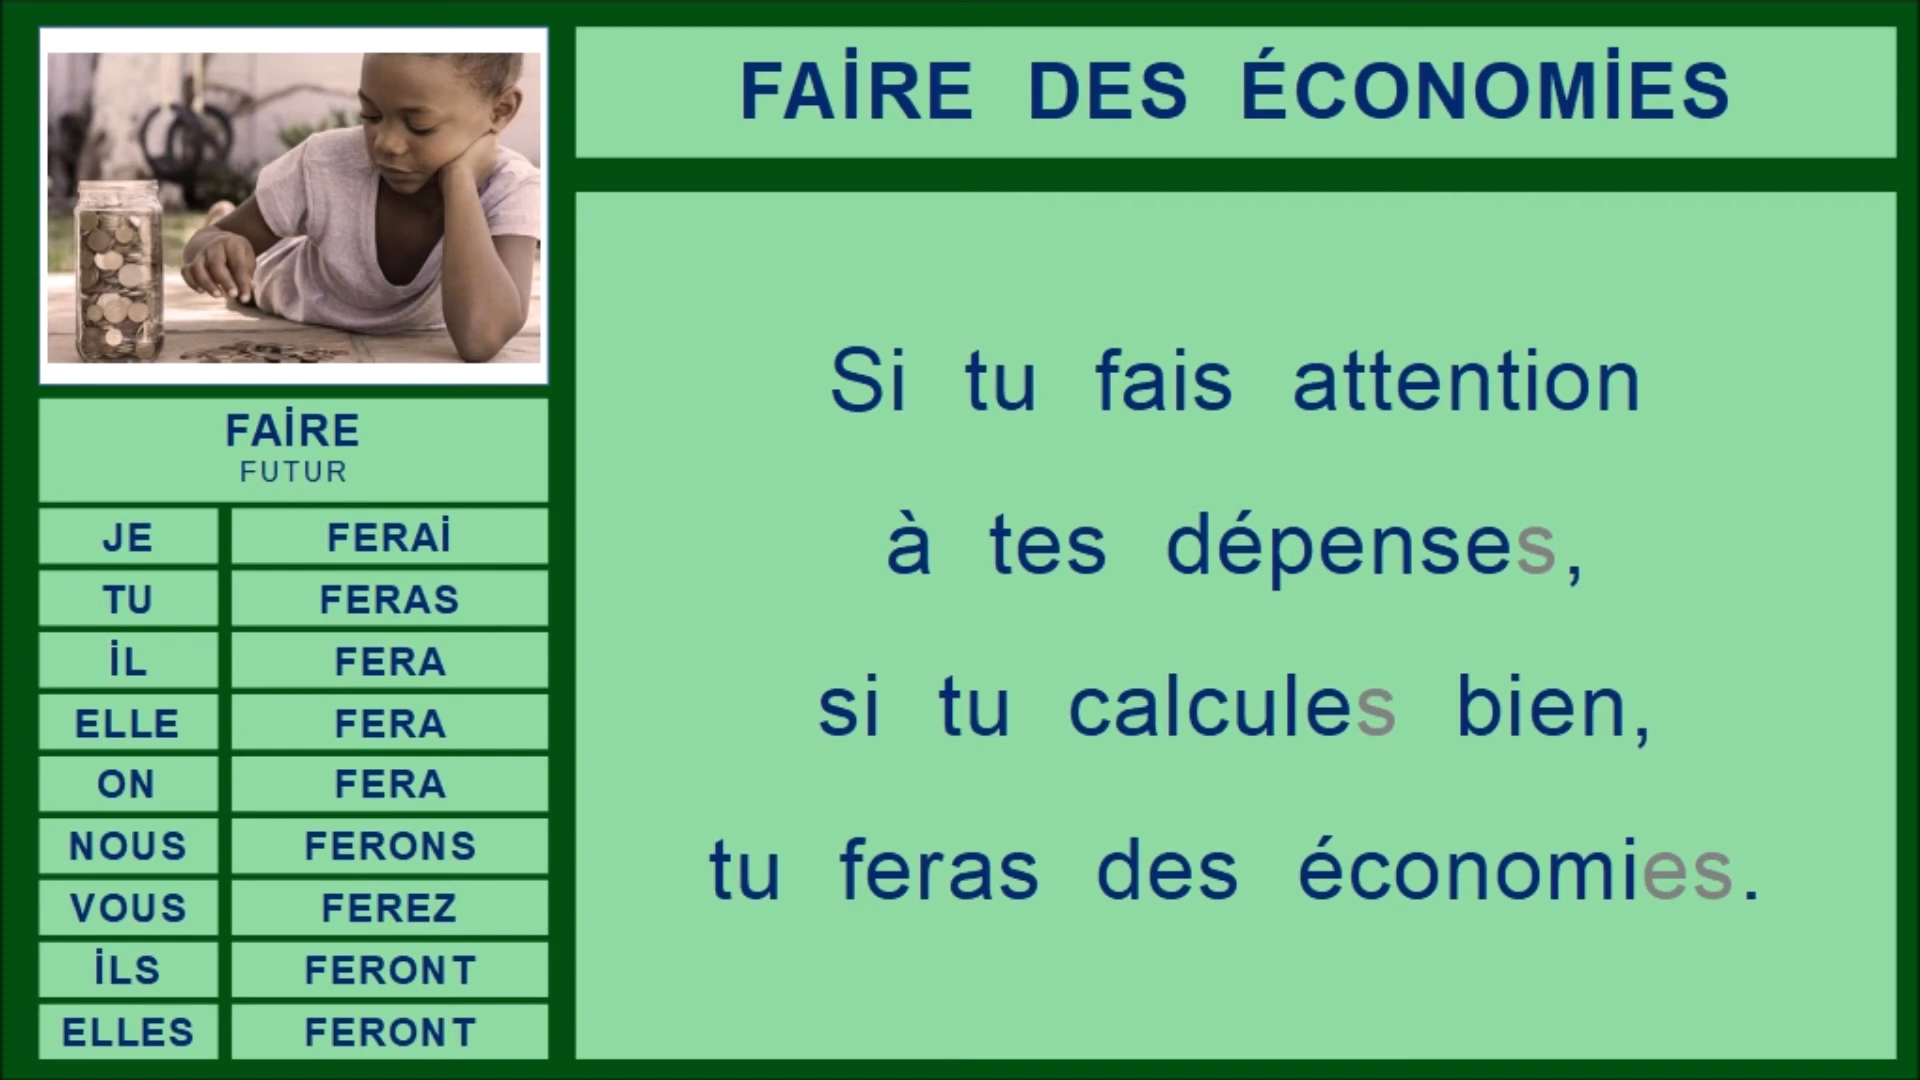 FAİRE DES ÉCONOMİES
Si tu fais attention
à tes dépenses,
si tu calcules bien,
tu feras des économies.
FAİRE
FUTUR
JE FERAİ
TU FERAS
İL FERA
ELLE FERA
ON FERA
NOUS FERONS
VOUS FEREZ
İLS FERONT
ELLES FERONT